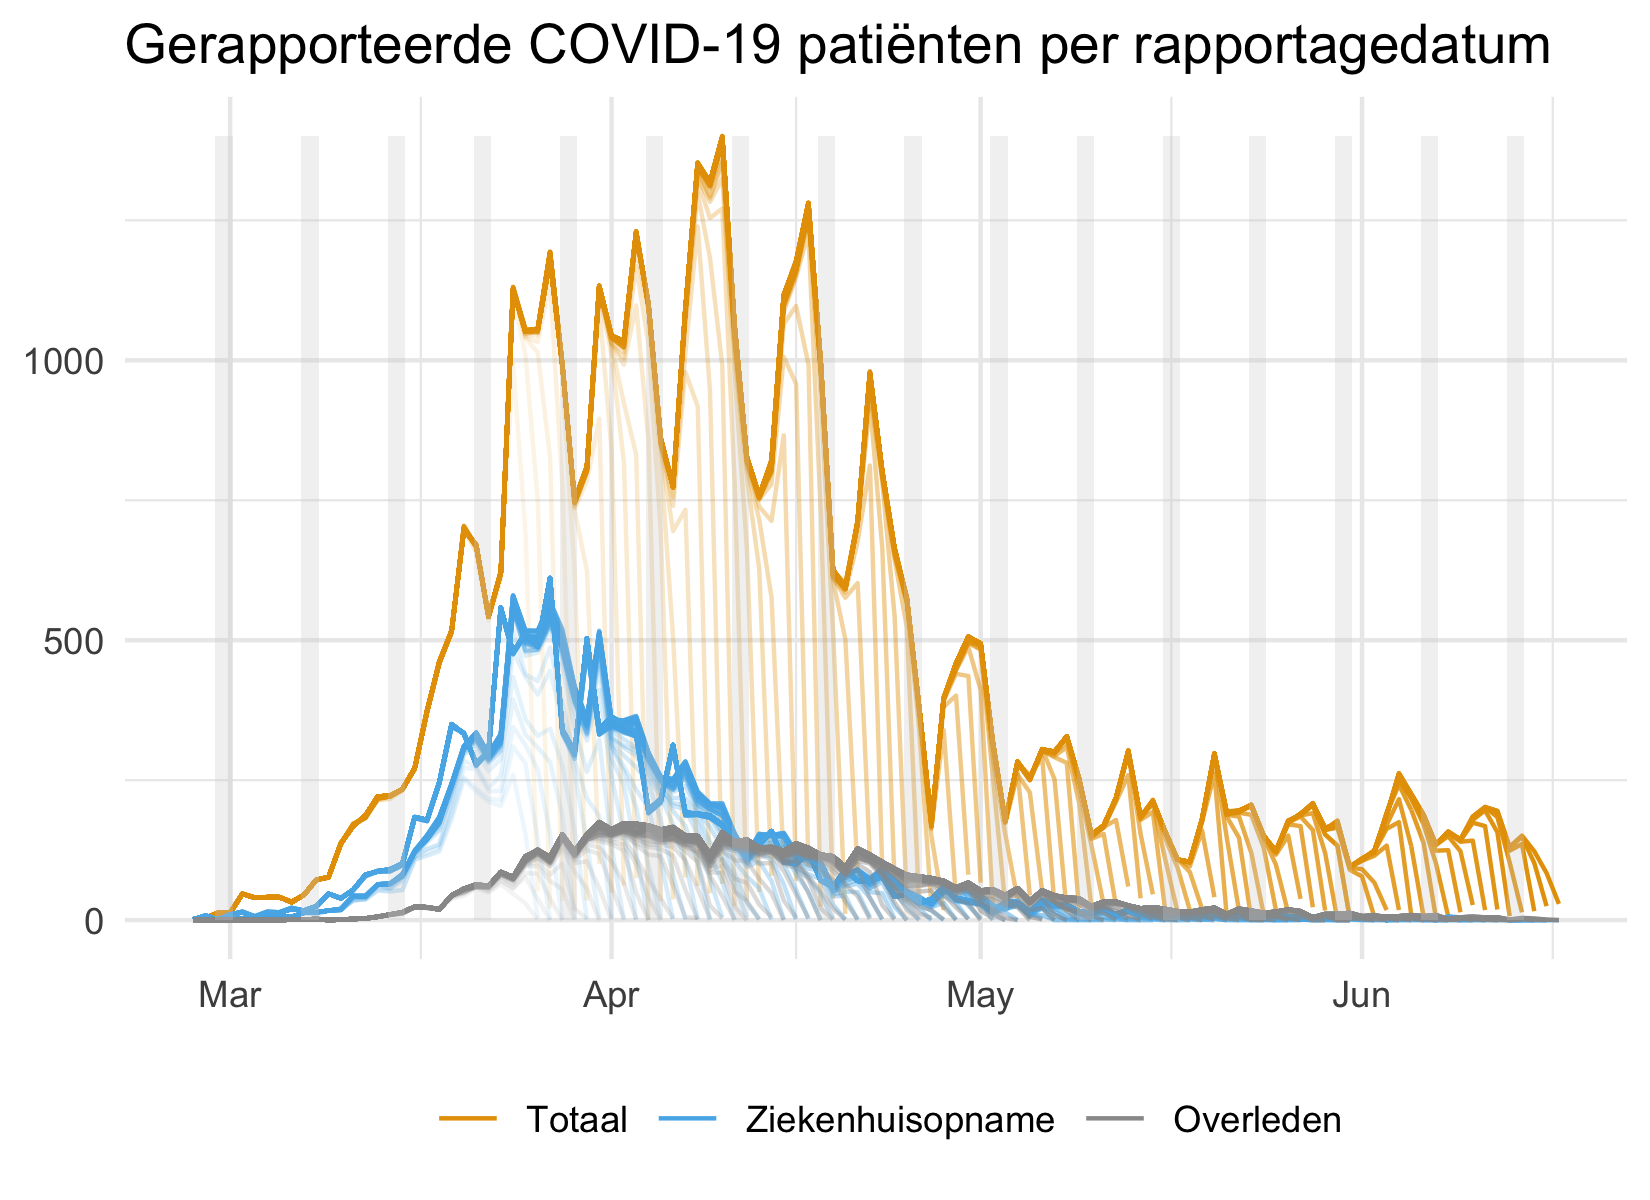 Gerapporteerde COVID-19 patiënten per rapportagedatum
1000
500
0
Mar Apr May Jun
Totaal Ziekenhuisopname Overleden